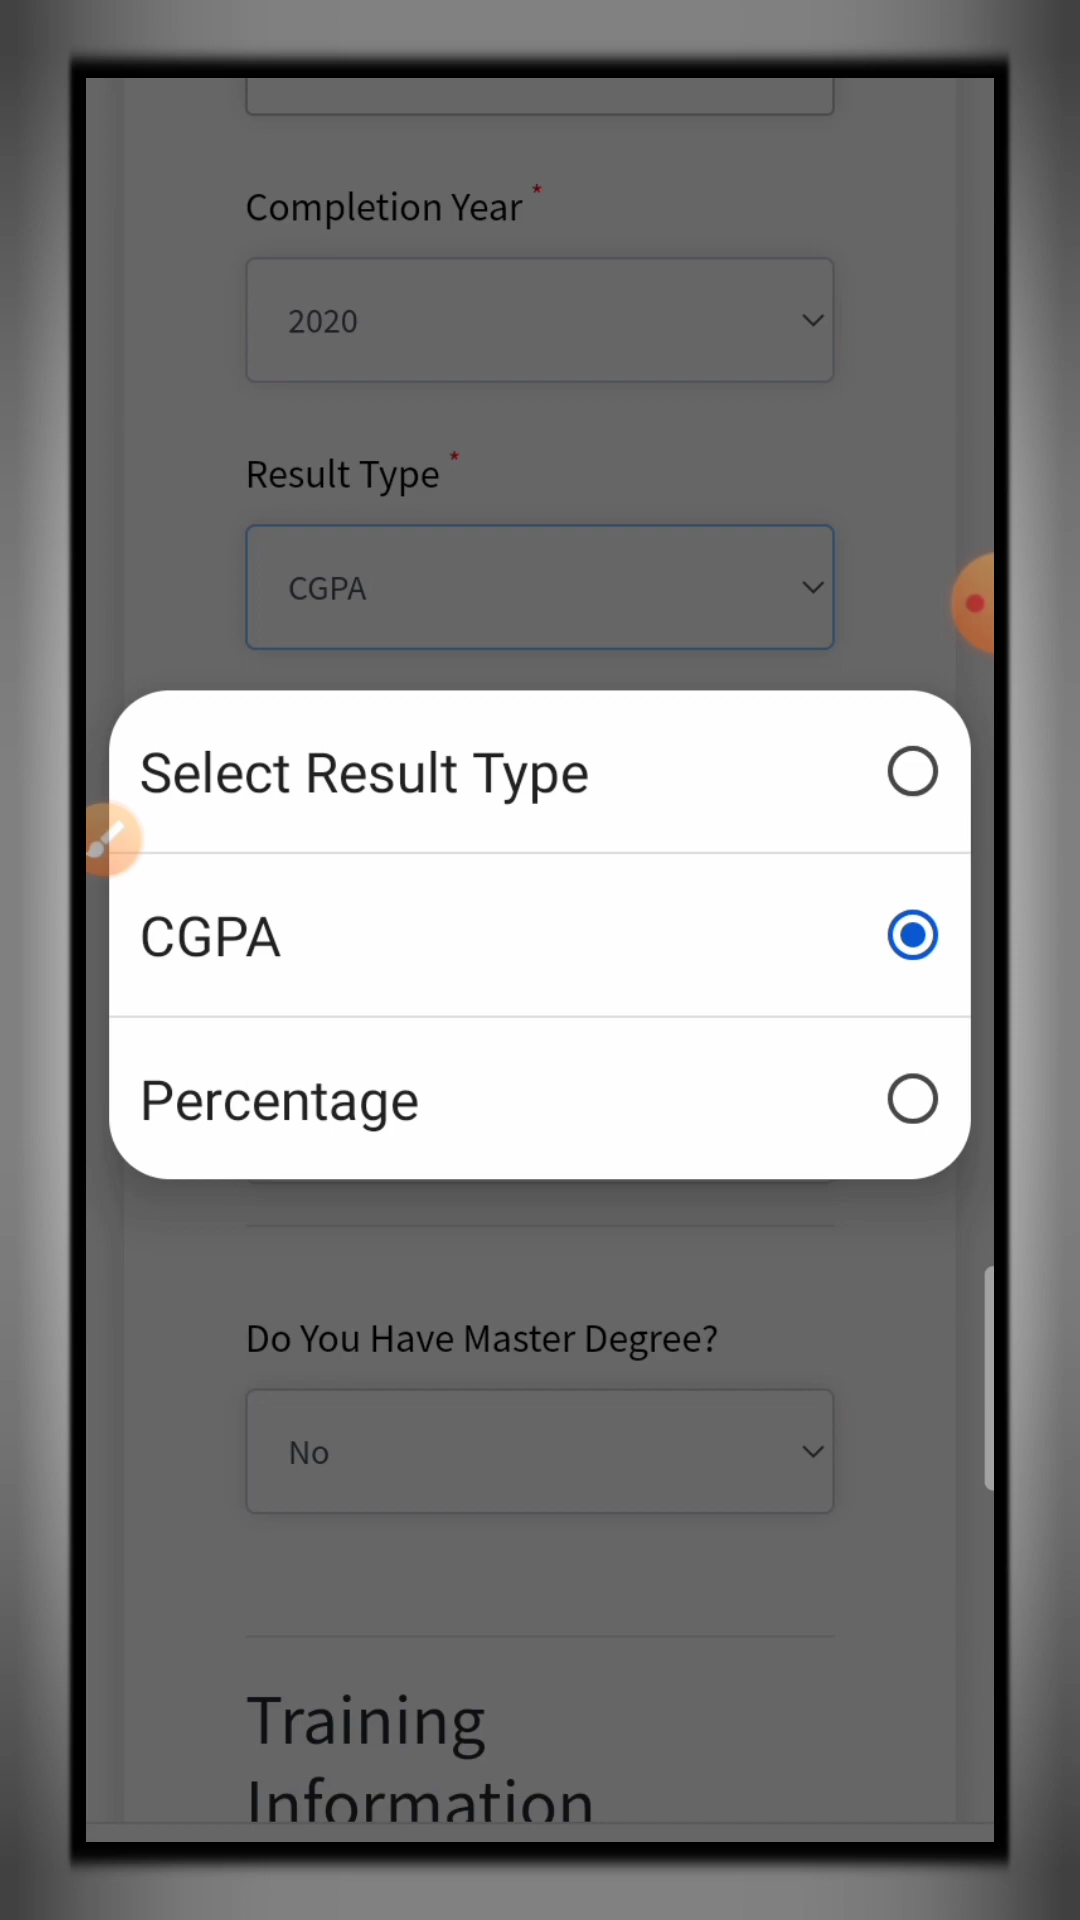 Completion Year *
2020
Result Type *
CGPA
Select Result Type
CGPA
Percentage
Do You Have Master Degree?
No
Training
Information